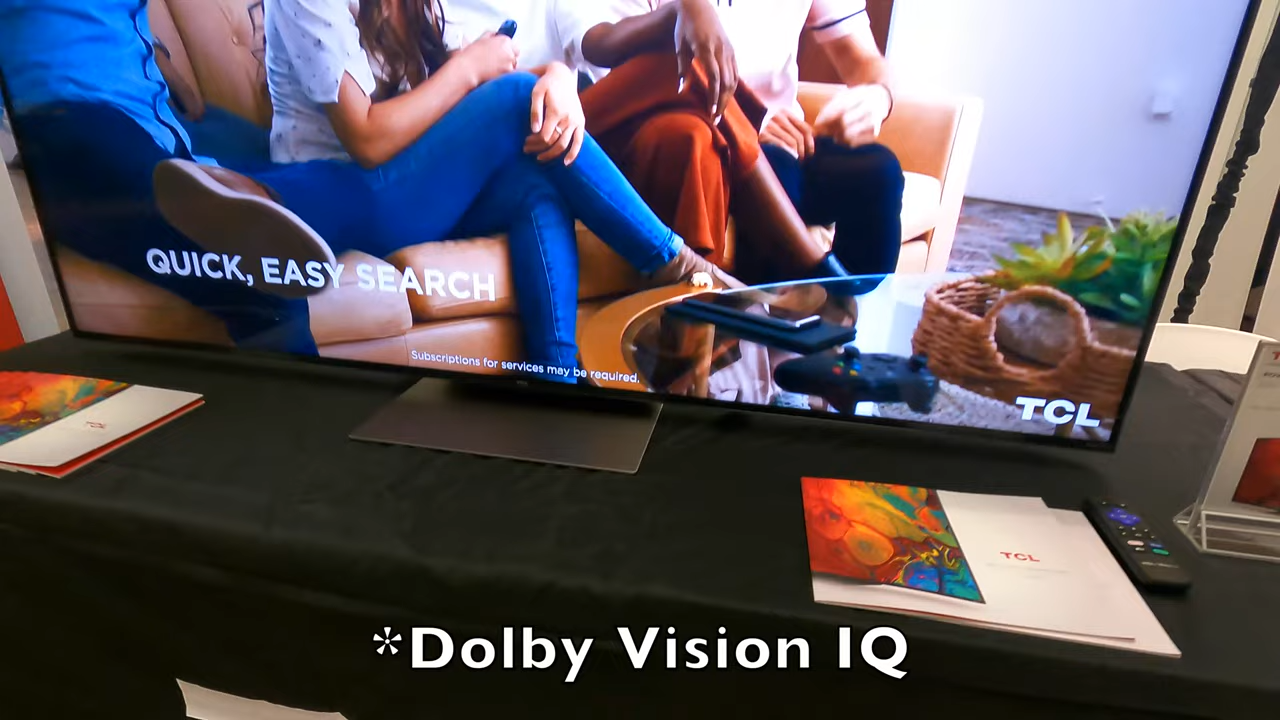 QUICK, EASY SEARCH
Subscriptions for services may be required.
TCL
TCL
*Dolby Vision IQ